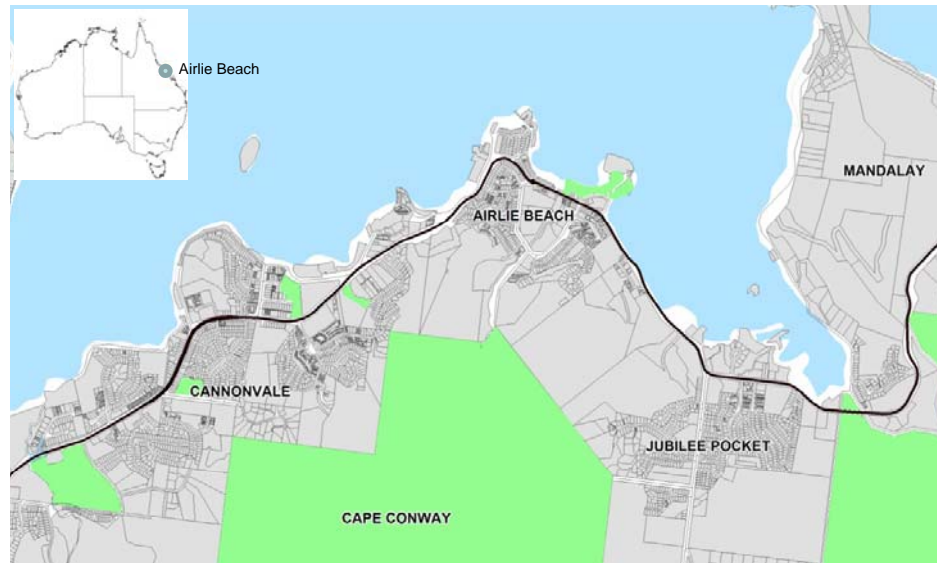 Airlie Beach
MANDALAY
AIRLIE BEACH
CANNONVALE
JUBILEE POCKET
CAPE CONWAY